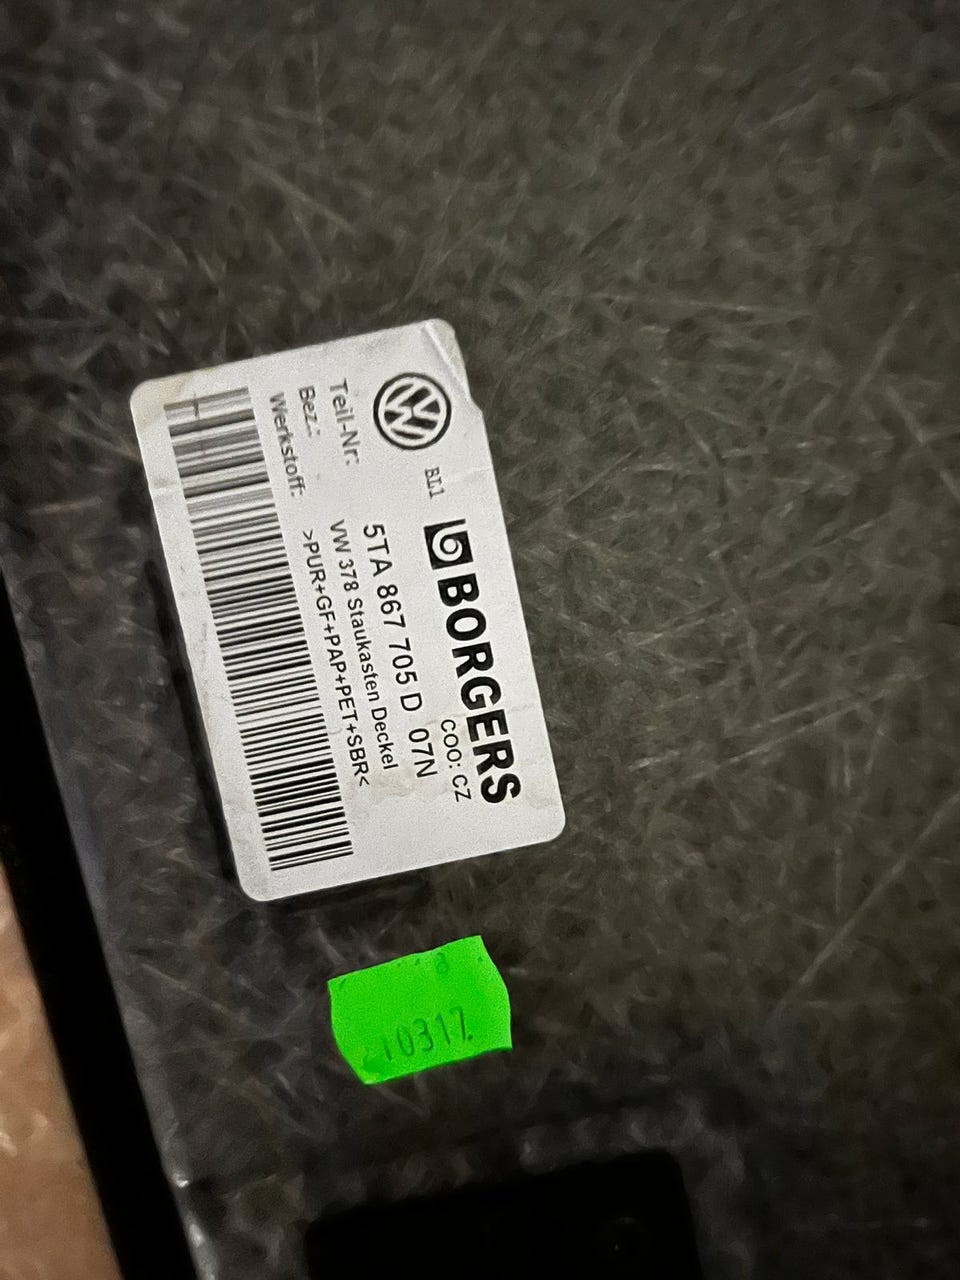 BL1
BORGERS
COO: CZ
Teil-Nr: 5TA 867 705 D 07N
Bez.: VW 378 Staukasten Deckel
Werkstoff: >PUR+GF+PAP+PET+SBR<
10317